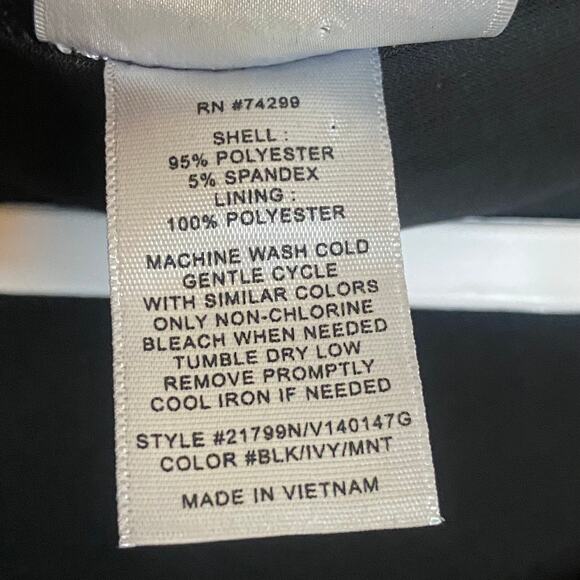 RN #74299
SHELL :
95% POLYESTER
5% SPANDEX
LINING :
100% POLYESTER
MACHINE WASH COLD
GENTLE CYCLE
WITH SIMILAR COLORS
ONLY NON-CHLORINE
BLEACH WHEN NEEDED
TUMBLE DRY LOW
REMOVE PROMPTLY
COOL IRON IF NEEDED
STYLE #21799N/V140147G
COLOR #BLK/IVY/MNT
MADE IN VIETNAM